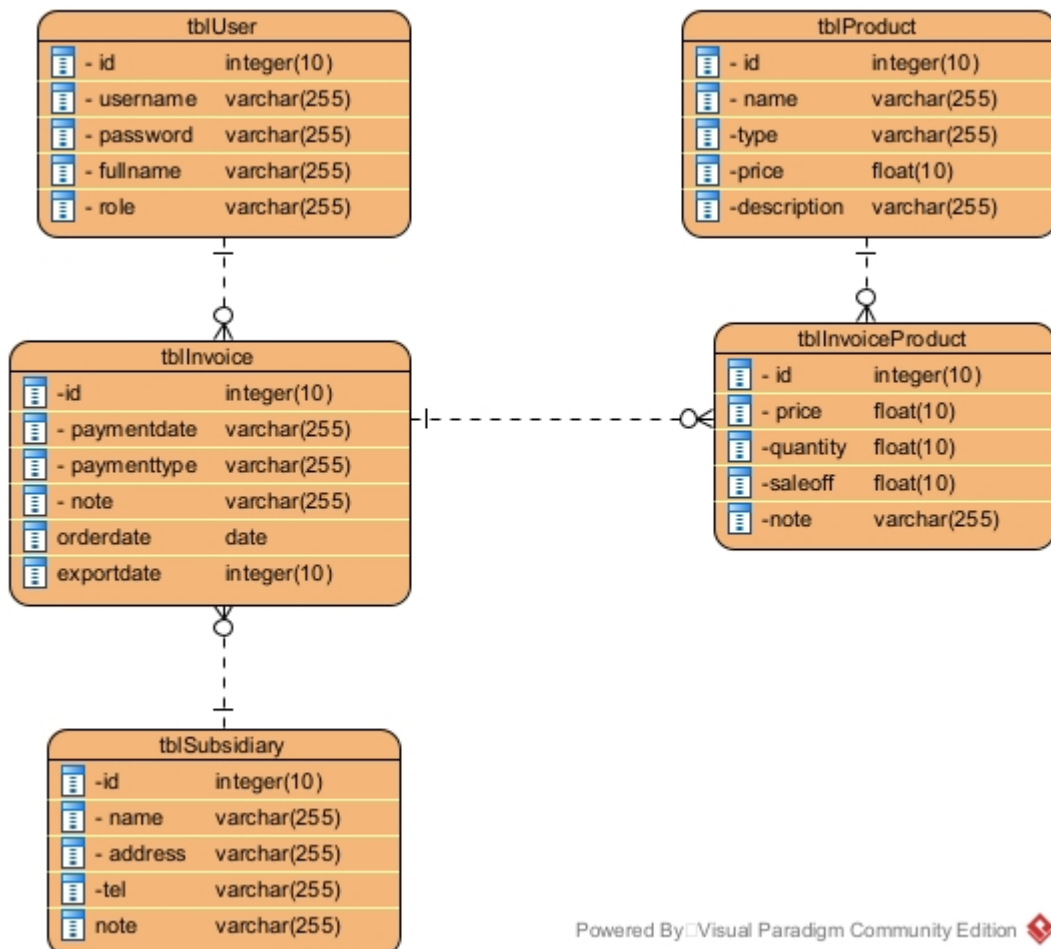 tblUser
- id integer(10)
- username varchar(255)
- password varchar(255)
- fullname varchar(255)
- role varchar(255)
tblProduct
- id integer(10)
- name varchar(255)
-type varchar(255)
-price float(10)
-description varchar(255)
tblInvoice
-id integer(10)
- paymentdate varchar(255)
- paymenttype varchar(255)
- note varchar(255)
orderdate date
exportdate integer(10)
tblInvoiceProduct
- id integer(10)
- price float(10)
-quantity float(10)
-saleoff float(10)
-note varchar(255)
tblSubsidiary
-id integer(10)
- name varchar(255)
- address varchar(255)
-tel varchar(255)
note varchar(255)
Powered By□Visual Paradigm Community Edition